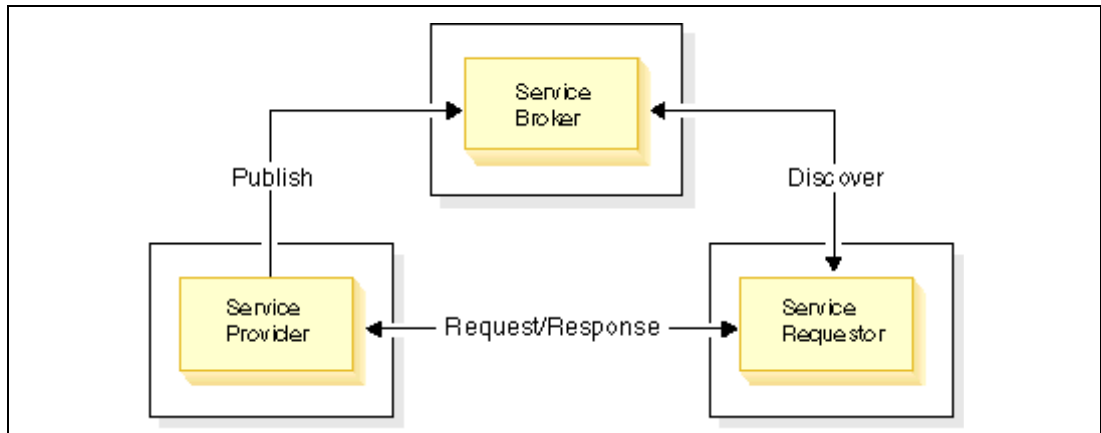 Service
Broker
Publish
Discover
Service
Provider
Request/Response
Service
Requestor